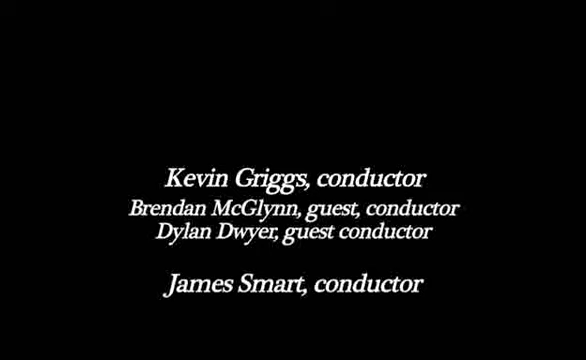 Kevin Griggs, conductor
Brendan McGlynn, guest, conductor
Dylan Dwyer, guest conductor
James Smart, conductor